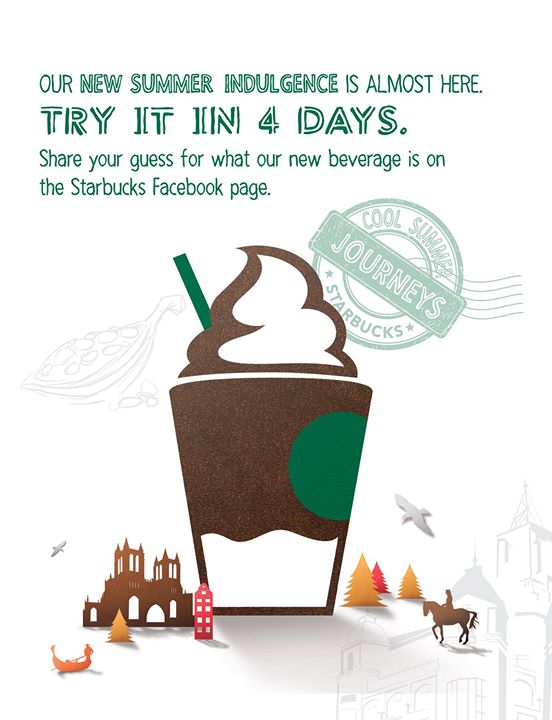 OUR NEW SUMMER INDULGENCE IS ALMOST HERE.
TRY IT IN 4 DAYS.
Share your guess for what our new beverage is on
the Starbucks Facebook page.
COOL SUMMER
JOURNEYS
STARBUCKS